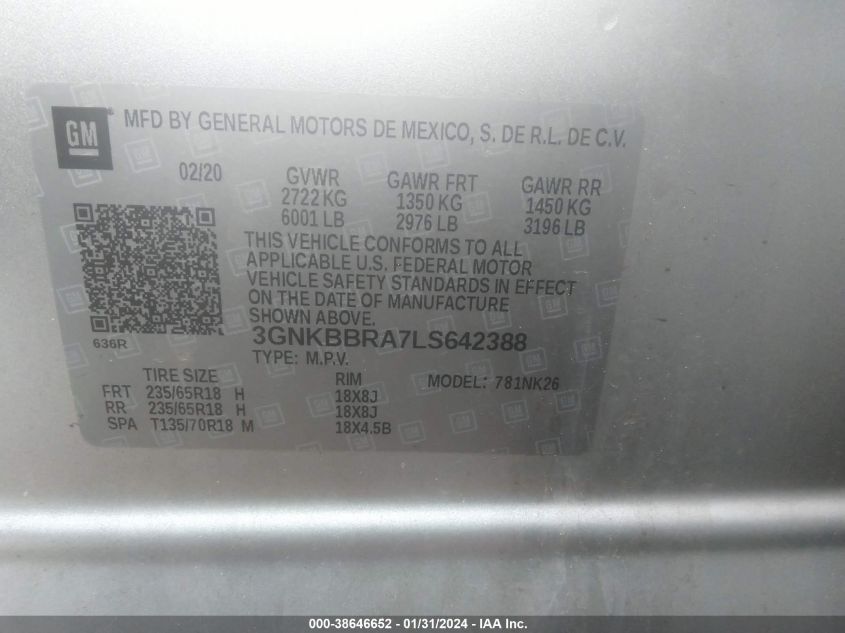 GM ® MFD BY GENERAL MOTORS DE MEXICO, S. DE R.L. DE C.V.
02/20 GVWR GAWR FRT GAWR RR
2722 KG 1350 KG 1450 KG
6001 LB 2976 LB 3196 LB
THIS VEHICLE CONFORMS TO ALL
APPLICABLE U.S. FEDERAL MOTOR
VEHICLE SAFETY STANDARDS IN EFFECT
ON THE DATE OF MANUFACTURE
SHOWN ABOVE.
636R
3GNKBBRA7LS642388
TYPE: M.P.V.
TIRE SIZE RIM MODEL: 781NK26
FRT 235/65R18 H 18X8J
RR 235/65R18 H 18X8J
SPA T135/70R18 M 18X4.5B
000-38646652 - 01/31/2024 - IAA Inc.